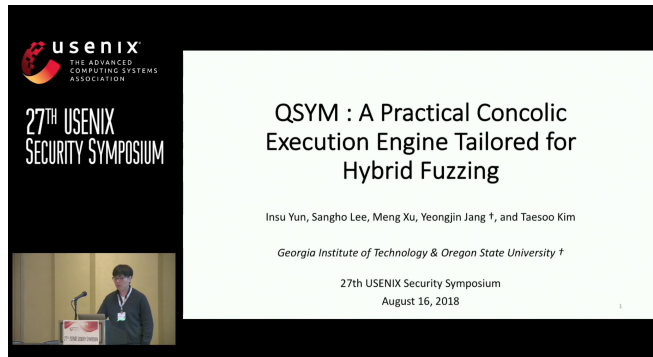 usenix
THE ADVANCED
COMPUTING SYSTEMS
ASSOCIATION
27TH USENIX
SECURITY SYMPOSIUM
QSYM : A Practical Concolic
Execution Engine Tailored for
Hybrid Fuzzing
Insu Yun, Sangho Lee, Meng Xu, Yeongjin Jang †, and Taesoo Kim
Georgia Institute of Technology & Oregon State University †
27th USENIX Security Symposium
August 16, 2018
1